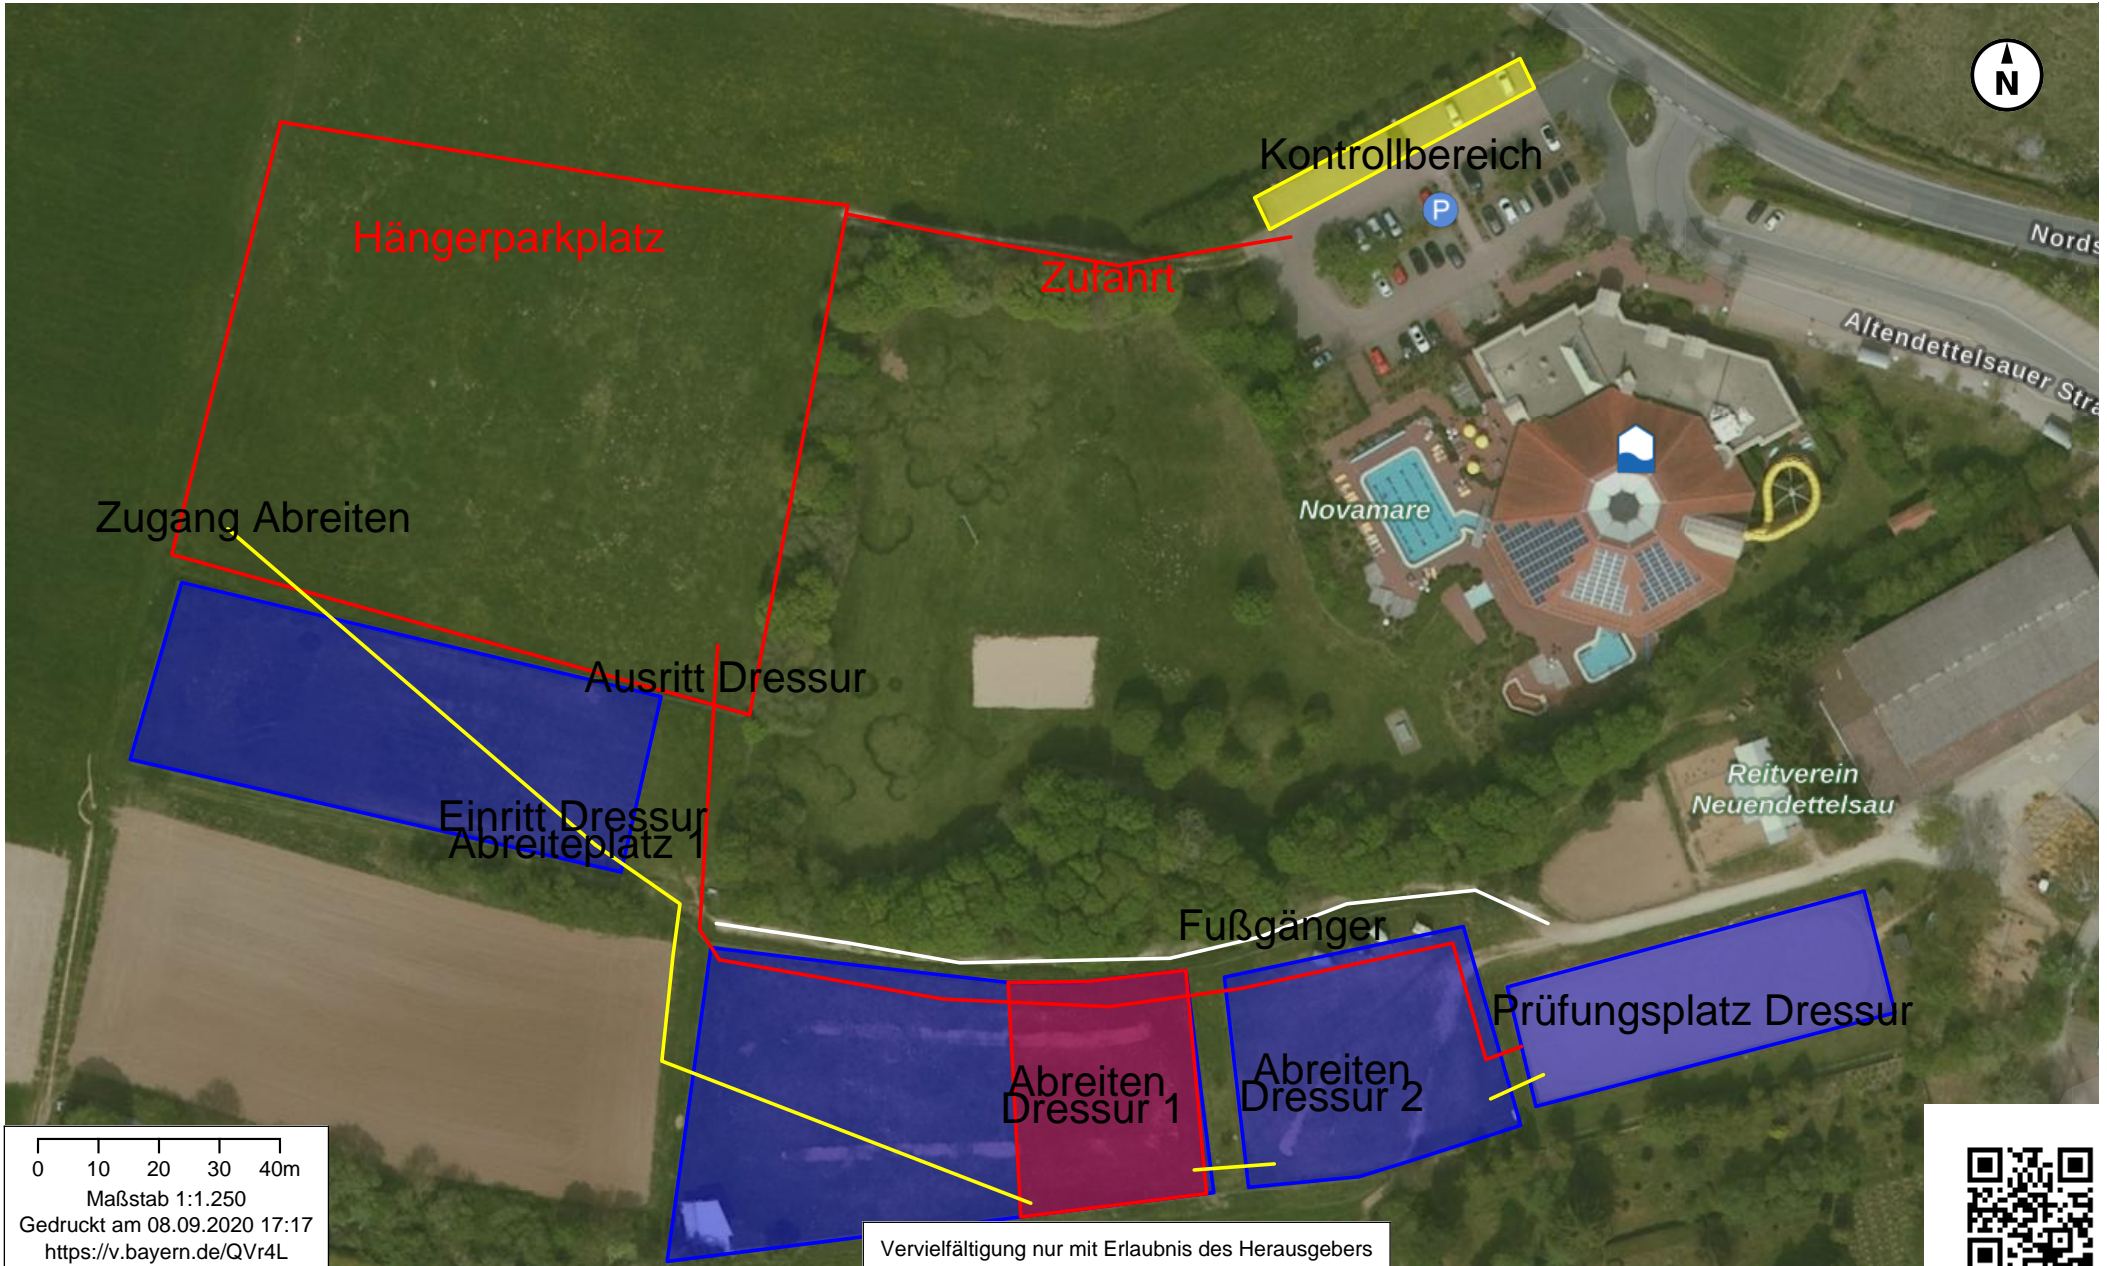 N
Kontrollbereich
P
Hängerparkplatz
Zufahrt
Altendettelsauer
Novamare
Zugang Abreiten
Ausritt Dressur
Reitverein
Neuendettelsau
Einritt Dressur
Abreiteplatz 1
Fußgänger
Prüfungsplatz Dressur
Abreiten
Dressur 1
Abreiten
Dressur 2
0 10 20 30 40m
Maßstab 1:1.250
Gedruckt am 08.09.2020 17:17
https://v.bayern.de/QVr4L
Vervielfältigung nur mit Erlaubnis des Herausgebers